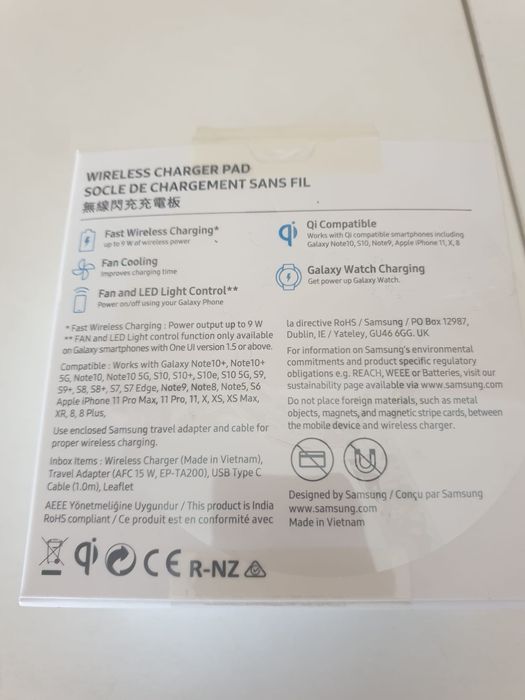 WIRELESS CHARGER PAD
SOCLE DE CHARGEMENT SANS FIL
無線閃充充電板
Fast Wireless Charging*
up to 9 W of wireless power
Fan Cooling
Improves charging time
Fan and LED Light Control**
Power on/off using your Galaxy Phone
qi
Qi Compatible
Works with Qi compatible smartphones including
Galaxy Note10, S10, Note9, Apple iPhone 11, X, 8
Galaxy Watch Charging
Get power up Galaxy Watch.
* Fast Wireless Charging : Power output up to 9 W
** FAN and LED Light control function only available
on Galaxy smartphones with One UI version 1.5 or above.
Compatible : Works with Galaxy Note10+, Note10+
5G, Note10, Note10 5G, S10, S10+, S10e, S10 5G, S9,
S9+, S8, S8+, S7, S7 Edge, Note9, Note8, Note5, S6
Apple iPhone 11 Pro Max, 11 Pro, 11, X, XS, XS Max,
XR, 8, 8 Plus,
Use enclosed Samsung travel adapter and cable for
proper wireless charging.
Inbox Items : Wireless Charger (Made in Vietnam),
Travel Adapter (AFC 15 W, EP-TA200), USB Type C
Cable (1.0m), Leaflet
AEEE Yönetmeliğine Uygundur / This product is India
RoHS compliant / Ce produit est en conformité avec
la directive RoHS / Samsung / PO Box 12987,
Dublin, IE / Yateley, GU46 6GG. UK
For information on Samsung's environmental
commitments and product specific regulatory
obligations e.g. REACH, WEEE or Batteries, visit our
sustainability page available via www.samsung.com
Do not place foreign materials, such as metal
objects, magnets, and magnetic stripe cards, between
the mobile device and wireless charger.
Designed by Samsung / Conçu par Samsung
www.samsung.com
Made in Vietnam
qi CE R-NZ